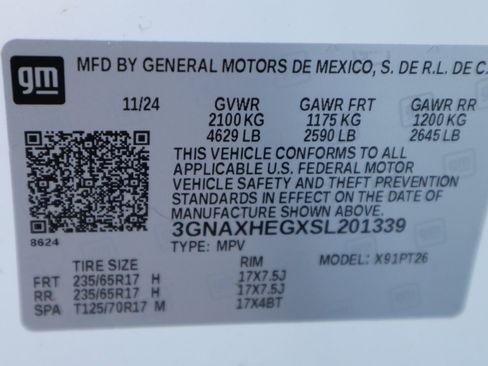 gm
MFD BY GENERAL MOTORS DE MEXICO, S. DE R.L. DE C.
11/24 GVWR GAWR FRT GAWR RR
2100 KG 1175 KG 1200 KG
4629 LB 2590 LB 2645 LB
THIS VEHICLE CONFORMS TO ALL
APPLICABLE U.S. FEDERAL MOTOR
VEHICLE SAFETY AND THEFT PREVENTION
STANDARDS IN EFFECT ON THE DATE OF
MANUFACTURE SHOWN ABOVE.
8624
3GNAXHEGXSL201339
TYPE: MPV MODEL: X91PT26
TIRE SIZE RIM
FRT 235/65R17 H 17X7.5J
RR 235/65R17 H 17X7.5J
SPA T125/70R17 M 17X4BT